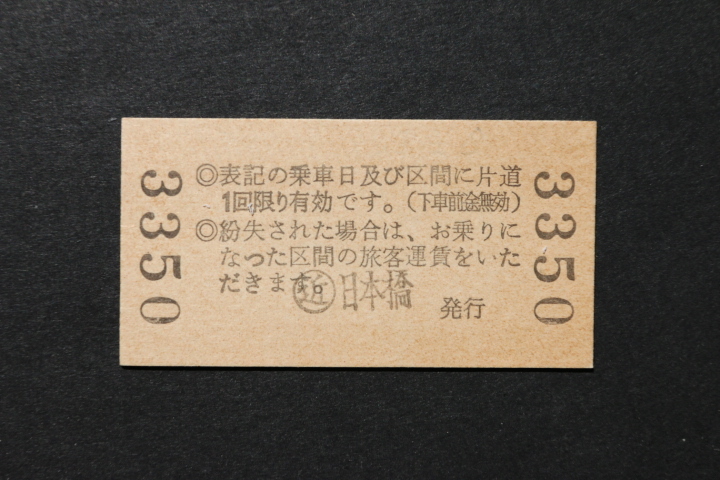 3350
◎表記の乗車日及び区間に片道
1回限り有効です。(下車前途無効)
◎紛失された場合は、お乗りに
なった区間の旅客運賃をいた
だきます。
㊣日本橋
発行
3350